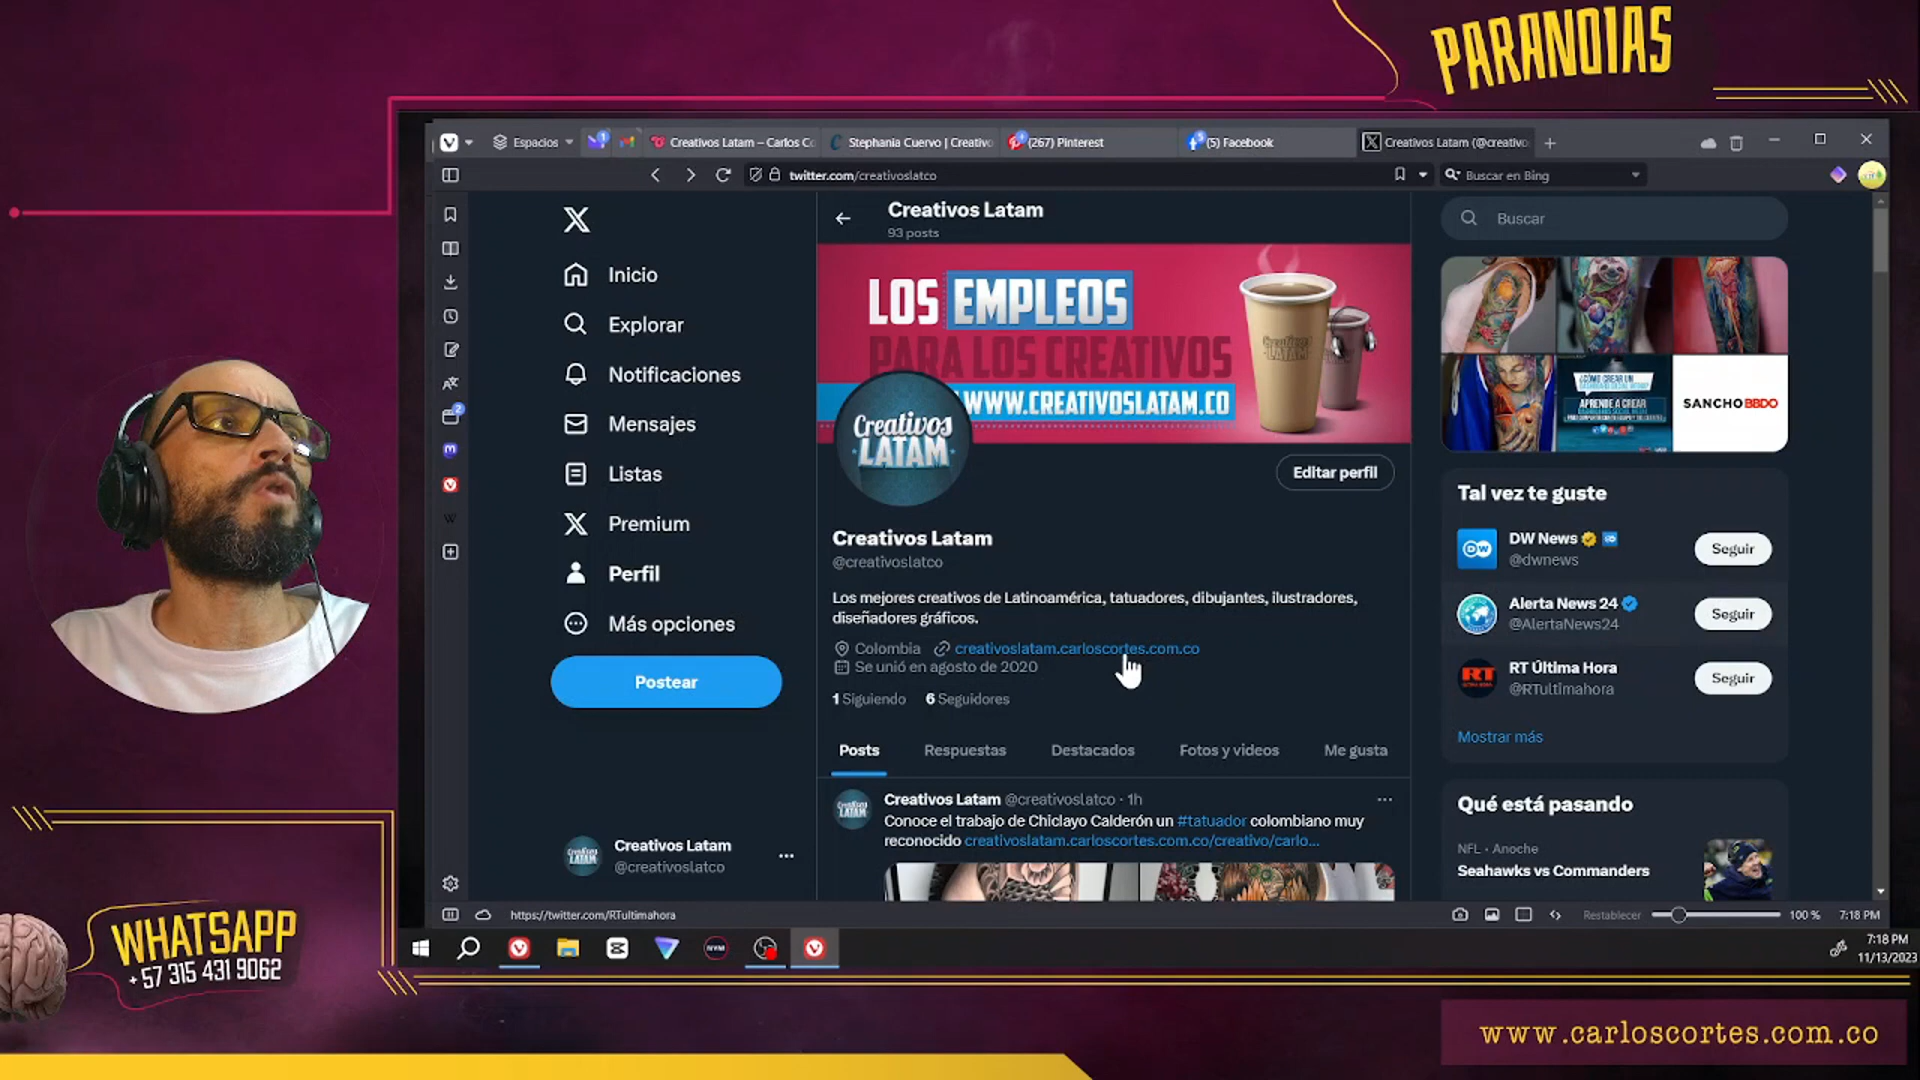 PARANOIAS
Espacios
1
Creativos Latam – Carlos Co
Stephania Cuervo | Creativo
(267) Pinterest
(5) Facebook
Creativos Latam (@creativo
twitter.com/creativoslatco
Buscar en Bing
Creativos Latam
93 posts
Buscar
Inicio
Explorar
Notificaciones
Mensajes
Listas
Premium
Perfil
Más opciones
Postear
Creativos Latam
@creativoslatco
LOS EMPLEOS
PARA LOS CREATIVOS
WWW.CREATIVOSLATAM.CO
Creativos
LATAM
Editar perfil
Creativos Latam
@creativoslatco
Los mejores creativos de Latinoamérica, tatuadores, dibujantes, ilustradores,
diseñadores gráficos.
Colombia creativoslatam.carloscortes.com.co
Se unió en agosto de 2020
1 Siguiendo 6 Seguidores
Posts Respuestas Destacados Fotos y videos Me gusta
Creativos Latam @creativoslatco · 1h
Conoce el trabajo de Chiclayo Calderón un #tatuador colombiano muy
reconocido creativoslatam.carloscortes.com.co/creativo/carlo...
¿CÓMO CREAR UN
APRENDE A CREAR
SANCHO BBDO
Tal vez te guste
DW News
@dwnews
Seguir
Alerta News 24
@AlertaNews24
Seguir
RT
RT Última Hora
@RTultimahora
Seguir
Mostrar más
Qué está pasando
NFL · Anoche
Seahawks vs Commanders
2
https://twitter.com/RTultimahora
Restablecer
100 %
7:18 PM
7:18 PM
11/13/2023
WHATSAPP
+ 57 315 431 9062
www.carloscortes.com.co